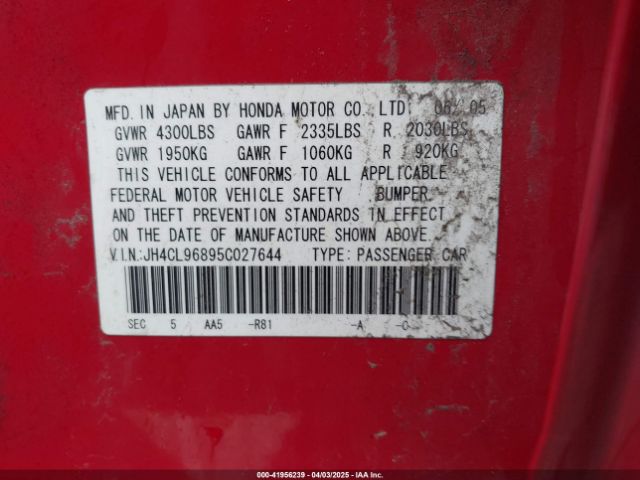 MFD. IN JAPAN BY HONDA MOTOR CO., LTD. 06/ 05
GVWR 4300LBS GAWR F 2335LBS R 2030LBS
GVWR 1950KG GAWR F 1060KG R 920KG
THIS VEHICLE CONFORMS TO ALL APPLICABLE
FEDERAL MOTOR VEHICLE SAFETY BUMPER
AND THEFT PREVENTION STANDARDS IN EFFECT
ON THE DATE OF MANUFACTURE SHOWN ABOVE.
V.I.N:JH4CL96895C027644 TYPE: PASSENGER CAR
SEC 5 AA5 -R81 -A -C
000-41956239 - 04/03/2025 - IAA Inc.